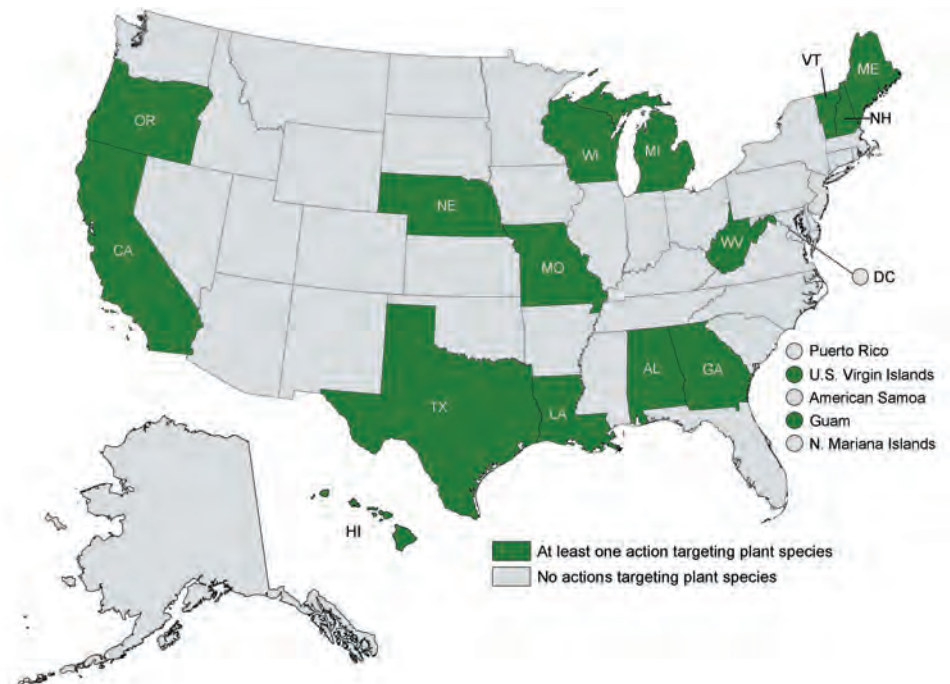 VT
ME
NH
OR
WI
MI
NE
CA
WV
MO
DC
Puerto Rico
AL
GA
U.S. Virgin Islands
American Samoa
TX
LA
Guam
N. Mariana Islands
HI
At least one action targeting plant species
No actions targeting plant species